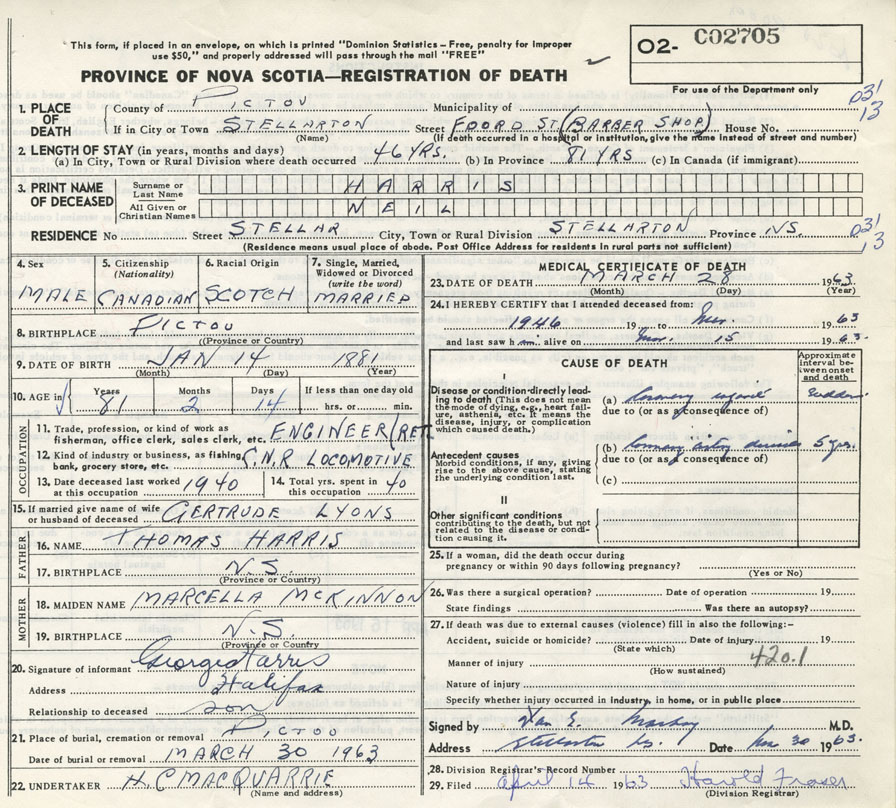 This form, if placed in an envelope, on which is printed "Dominion Statistics – Free, penalty for improper
use $50," and properly addressed will pass through the mail "FREE"
PROVINCE OF NOVA SCOTIA—REGISTRATION OF DEATH
O2- C02705
For use of the Department only
031
13
1. PLACE OF DEATH
County of PICTOU Municipality of
If in City or Town STELLARTON Street FOORD ST. (BARBER SHOP) House No.
(Name) (If death occurred in a hospital or institution, give the name instead of street and number)
2. LENGTH OF STAY (in years, months and days)
(a) In City, Town or Rural Division where death occurred 46 YRS. (b) In Province 81 YRS (c) In Canada (if immigrant)
3. PRINT NAME OF DECEASED
Surname or Last Name HARRIS
All Given or Christian Names NEIL
RESIDENCE No Street STELLAR City, Town or Rural Division STELLARTON Province NS.
031
13
(Residence means usual place of abode. Post Office Address for residents in rural parts not sufficient)
4. Sex
MALE
5. Citizenship (Nationality)
CANADIAN
6. Racial Origin
SCOTCH
7. Single, Married, Widowed or Divorced (write the word)
MARRIED
8. BIRTHPLACE PICTOU
(Province or Country)
9. DATE OF BIRTH JAN 14 1881
(Month) (Day) (Year)
10. AGE Years 81 Months 2 Days 14 If less than one day old
hrs. or min.
OCCUPATION
11. Trade, profession, or kind of work as
fisherman, office clerk, sales clerk, etc. ENGINEER (RET.
12. Kind of industry or business, as fishing,
bank, grocery store, etc. C.N.R LOCOMOTIVE
13. Date deceased last worked at this occupation 1940
14. Total yrs. spent in this occupation 40
15. If married give name of wife
or husband of deceased GERTRUDE LYONS
FATHER
16. NAME THOMAS HARRIS
17. BIRTHPLACE N.S.
(Province or Country)
MOTHER
18. MAIDEN NAME MARCELLA MCKINNON
19. BIRTHPLACE N.S.
(Province or Country)
20. Signature of informant George Harris
Address Halifax
Relationship to deceased son
21. Place of burial, cremation or removal PICTOU
Date of burial or removal MARCH 30 1963
22. UNDERTAKER H.C MACQUARRIE
(Name and address)
MEDICAL CERTIFICATE OF DEATH
23. DATE OF DEATH MARCH 28 1963
(Month) (Day) (Year)
24. I HEREBY CERTIFY that I attended deceased from:
1946 19 to Mar. 1963
and last saw him alive on Mar. 15 1963.
CAUSE OF DEATH
Approximate interval between onset and death
I
Disease or condition directly leading to death (This does not mean
the mode of dying, e.g., heart failure, asthenia, etc. It means the
disease, injury, or complication
which caused death.)
(a) Coronary sudden
due to (or as a consequence of)
Antecedent causes
Morbid conditions, if any, giving
rise to the above cause, stating
the underlying condition last.
(b) Coronary artery disease 5 yrs.
due to (or as a consequence of)
(c)
II
Other significant conditions
contributing to the death, but not
related to the disease or condition causing it.
25. If a woman, did the death occur during
pregnancy or within 90 days following pregnancy?
(Yes or No)
26. Was there a surgical operation? Date of operation 19
State findings Was there an autopsy?
27. If death was due to external causes (violence) fill in also the following:-
Accident, suicide or homicide? Date of injury 19
(State which)
420.1
Manner of injury
(How sustained)
Nature of injury
Specify whether injury occurred in industry, in home, or in public place
Signed by M.D.
Address Stellarton NS. Date Mar 30 1963.
28. Division Registrar's Record Number
29. Filed April 14 1963 Harold Fraser
(Division Registrar)